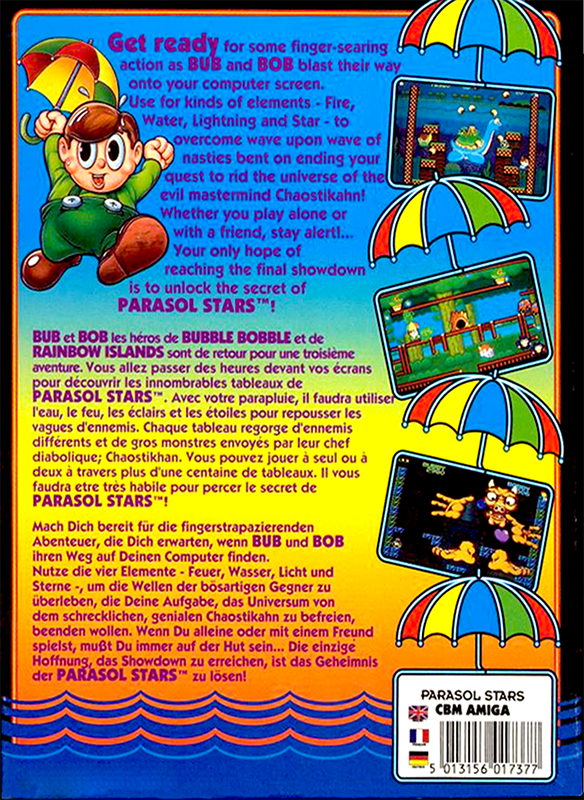 Get ready for some finger-searing
action as BUB and BOB blast their way
onto your computer screen.
Use for kinds of elements - Fire,
Water, Lightning and Star - to
overcome wave upon wave of
nasties bent on ending your
quest to rid the universe of the
evil mastermind Chaostikahn!
Whether you play alone or
with a friend, stay alert!...
Your only hope of
reaching the final showdown
is to unlock the secret of
PARASOL STARS™!
BUB et BOB les héros de BUBBLE BOBBLE et de
RAINBOW ISLANDS sont de retour pour une troisième
aventure. Vous allez passer des heures devant vos écrans
pour découvrir les innombrables tableaux de
PARASOL STARS™. Avec votre parapluie, il faudra utiliser
l'eau, le feu, les éclairs et les étoiles pour repousser les
vagues d'ennemis. Chaque tableau regorge d'ennemis
différents et de gros monstres envoyés par leur chef
diabolique; Chaostikhan. Vous pouvez jouer à seul ou à
deux à travers plus d'une centaine de tableaux. Il vous
faudra etre très habile pour percer le secret de
PARASOL STARS™!
Mach Dich bereit für die fingerstrapazierenden
Abenteuer, die Dich erwarten, wenn BUB und BOB
ihren Weg auf Deinen Computer finden.
Nutze die vier Elemente - Feuer, Wasser, Licht und
Sterne -, um die Wellen der bösartigen Gegner zu
überleben, die Deine Aufgabe, das Universum von
dem schrecklichen, genialen Chaostikahn zu befreien,
beenden wollen. Wenn Du alleine oder mit einem Freund
spielst, mußt Du immer auf der Hut sein... Die einzige
Hoffnung, das Showdown zu erreichen, ist das Geheimnis
der PARASOL STARS™ zu lösen!
PARASOL STARS
CBM AMIGA
5 013156 017377